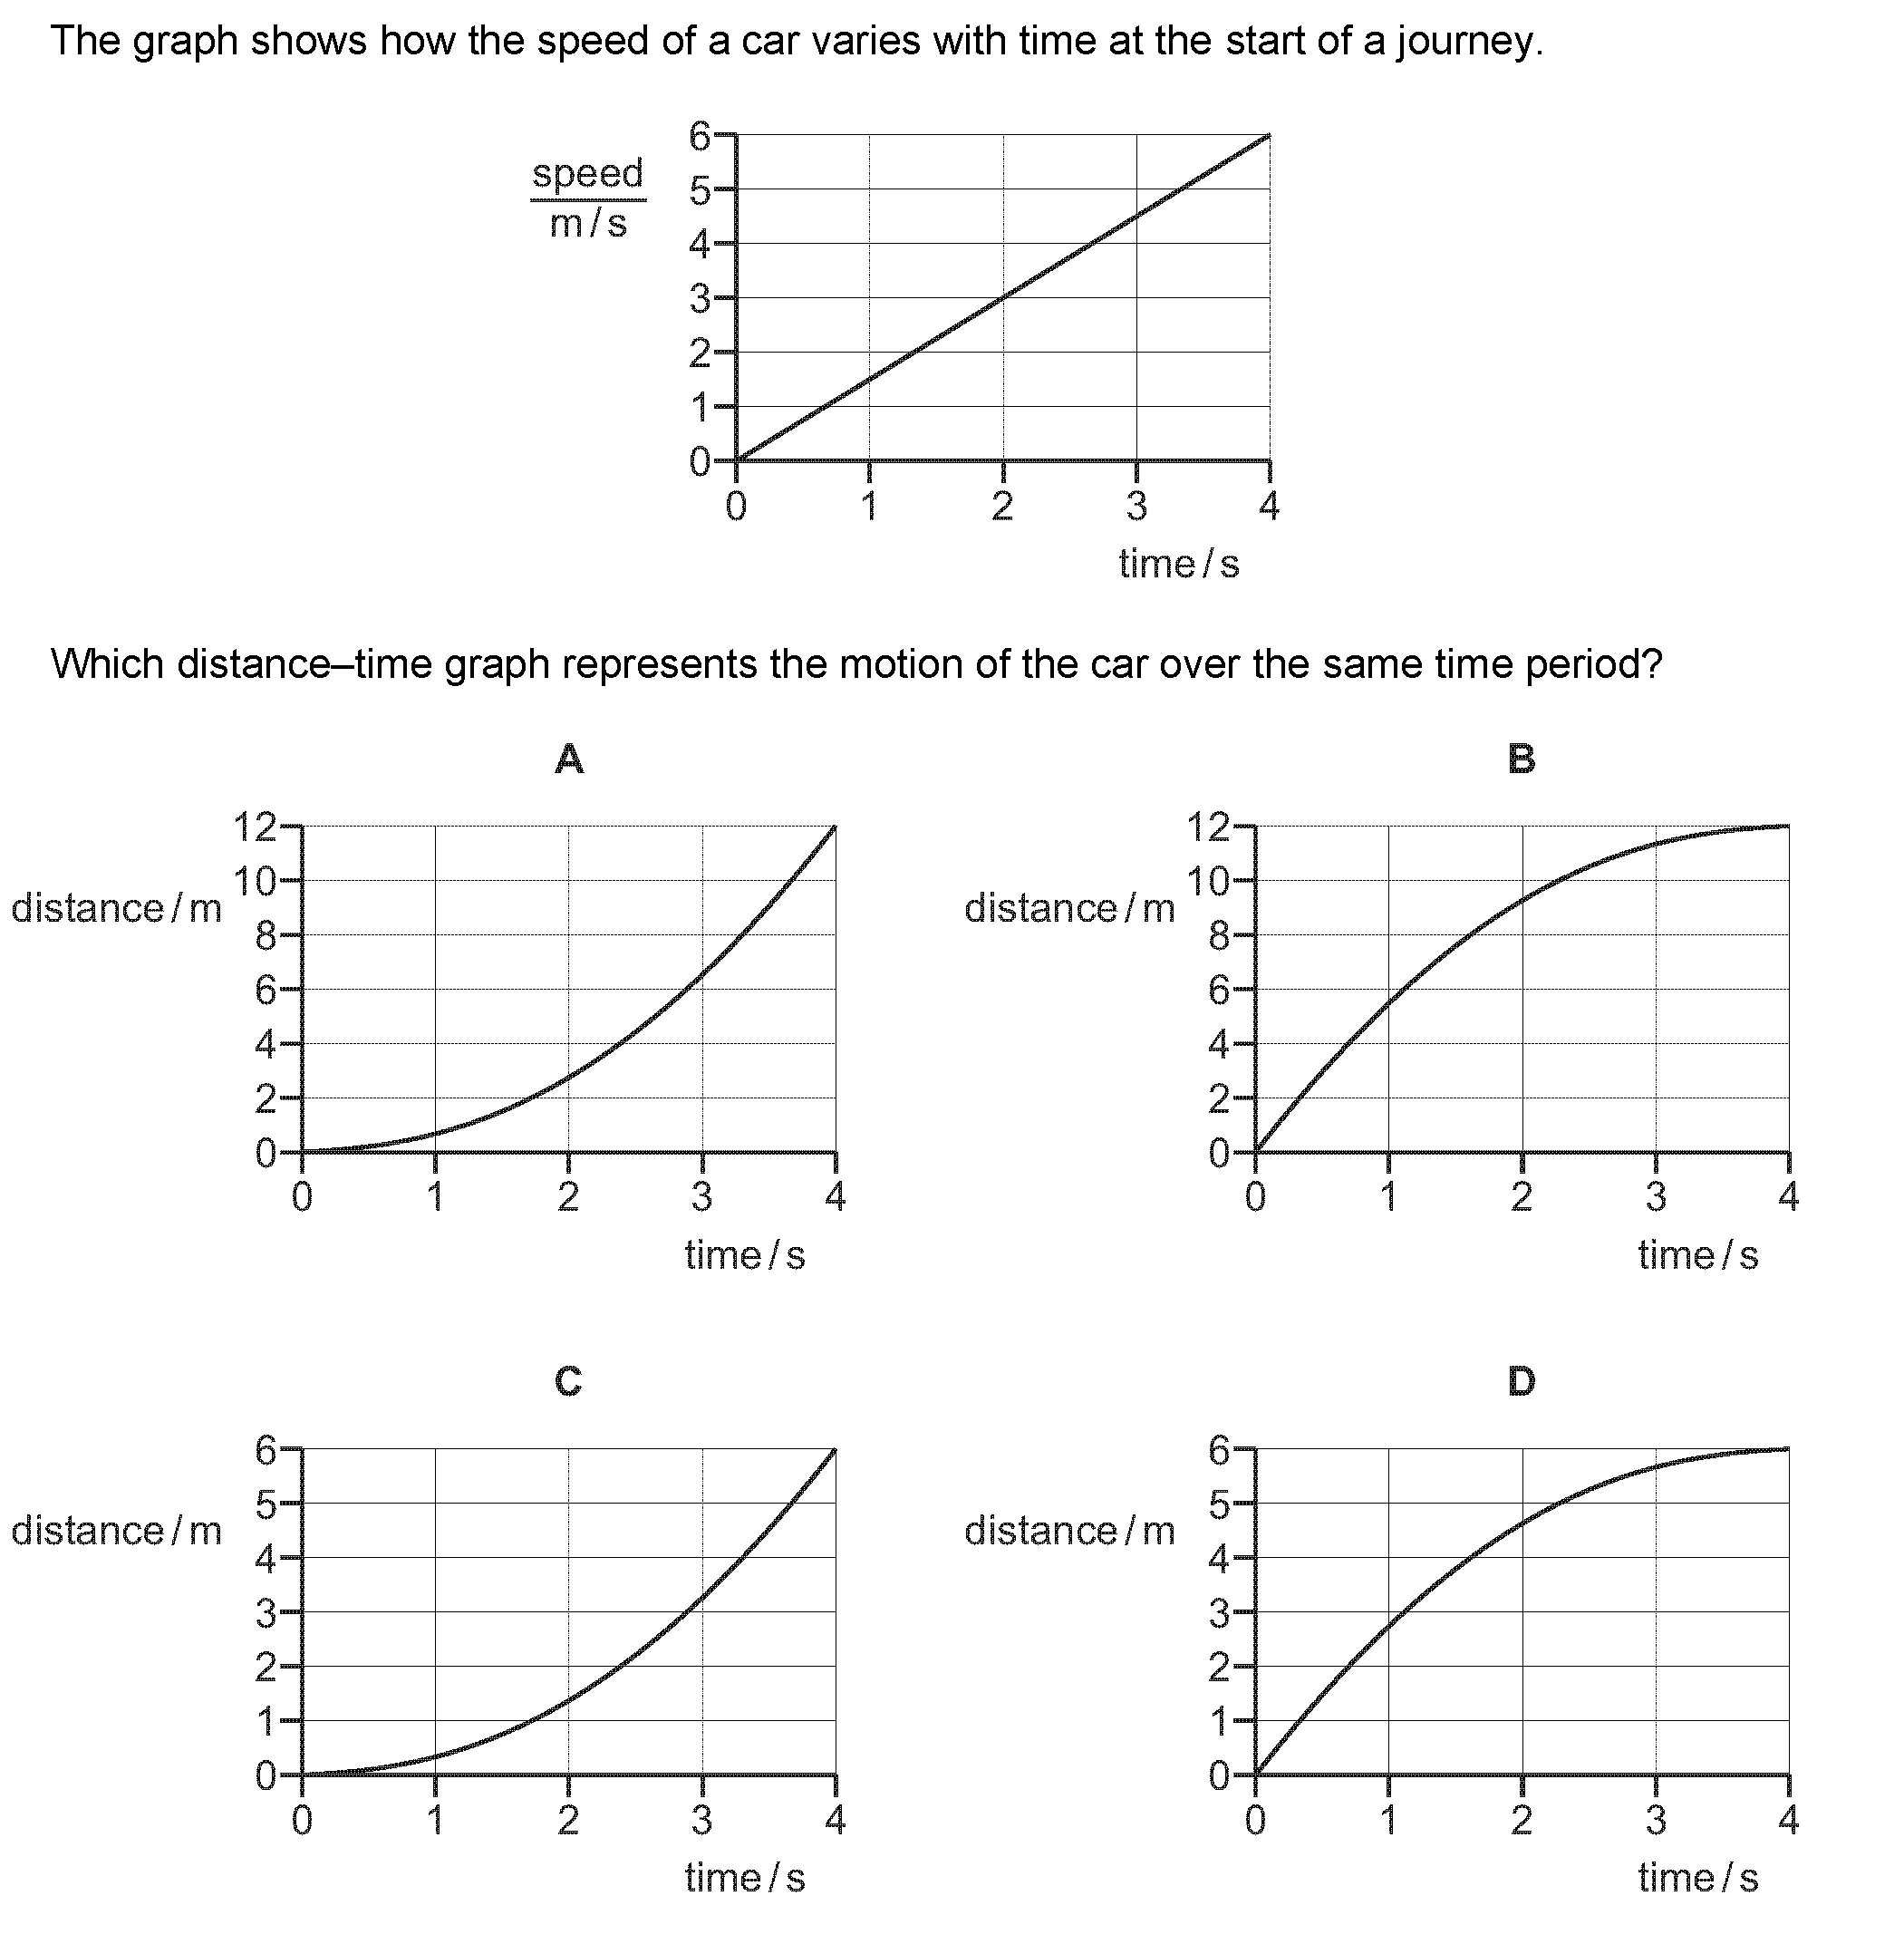 The graph shows how the speed of a car varies with time at the start of a journey.
speed
m / s
6
5
4
3
2
1
0
0 1 2 3 4
time / s
Which distance–time graph represents the motion of the car over the same time period?
A
distance / m
12
10
8
6
4
2
0
0 1 2 3 4
time / s
B
distance / m
12
10
8
6
4
2
0
0 1 2 3 4
time / s
C
distance / m
6
5
4
3
2
1
0
0 1 2 3 4
time / s
D
distance / m
6
5
4
3
2
1
0
0 1 2 3 4
time / s